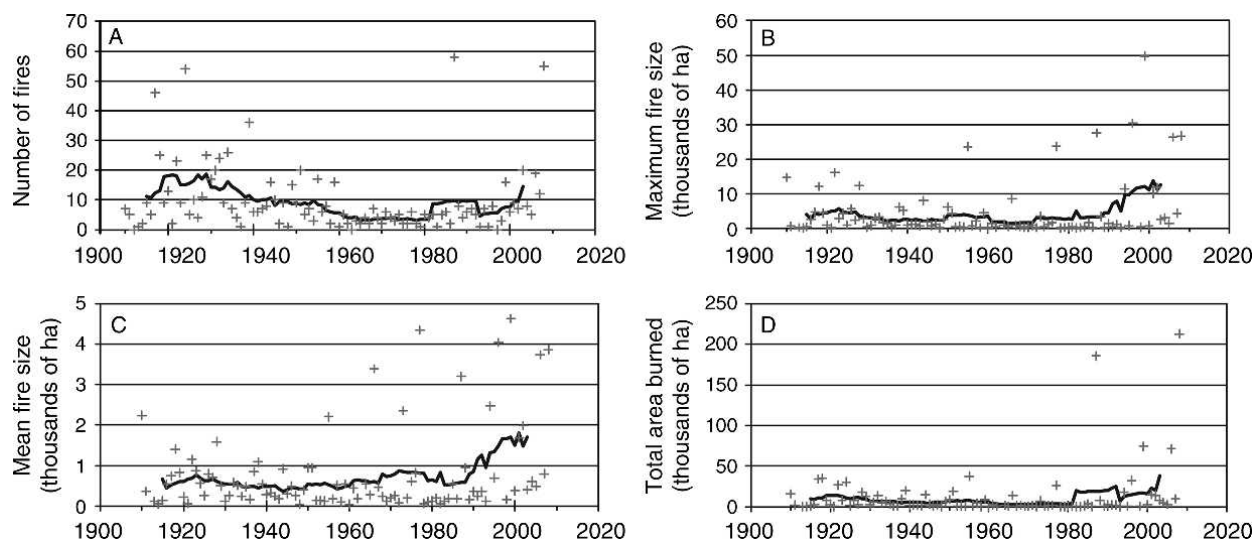 A
Number of fires
70
60
50
40
30
20
10
0
1900 1920 1940 1960 1980 2000 2020
B
Maximum fire size
(thousands of ha)
60
50
40
30
20
10
0
1900 1920 1940 1960 1980 2000 2020
C
Mean fire size
(thousands of ha)
5
4
3
2
1
0
1900 1920 1940 1960 1980 2000 2020
D
Total area burned
(thousands of ha)
250
200
150
100
50
0
1900 1920 1940 1960 1980 2000 2020